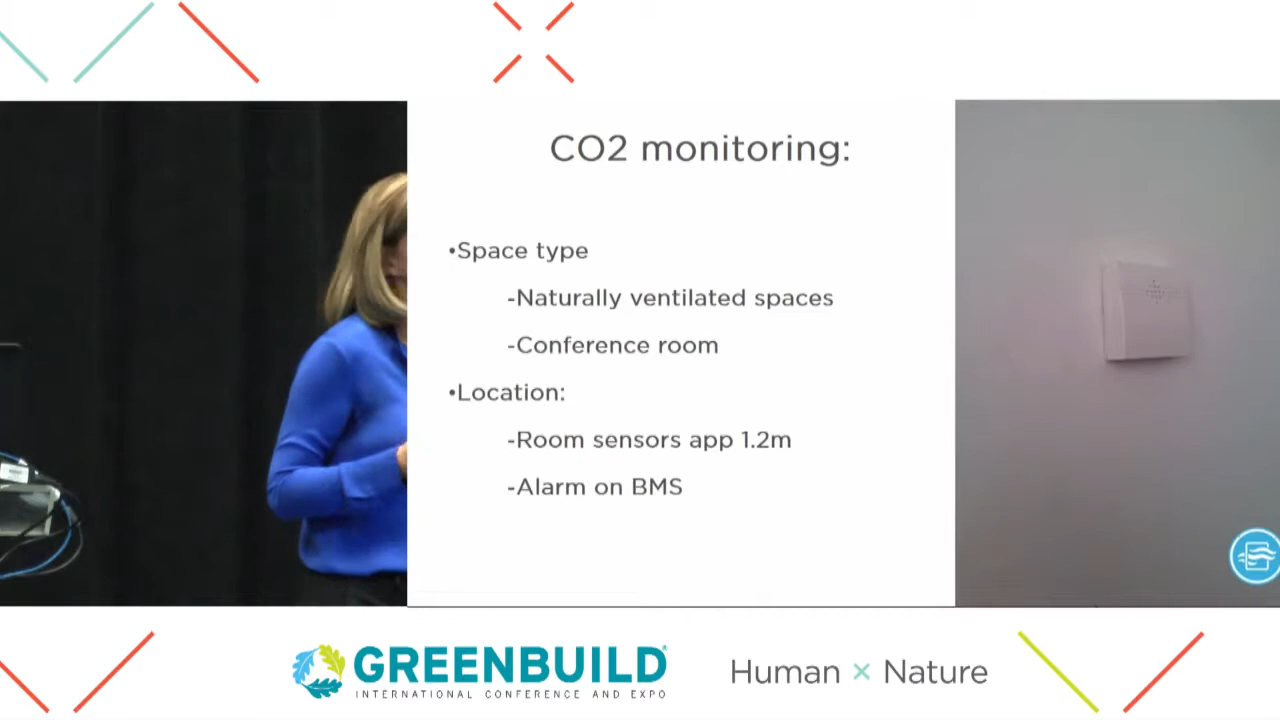 CO2 monitoring:
•Space type
-Naturally ventilated spaces
-Conference room
•Location:
-Room sensors app 1.2m
-Alarm on BMS
GREENBUILD
INTERNATIONAL CONFERENCE AND EXPO
Human × Nature